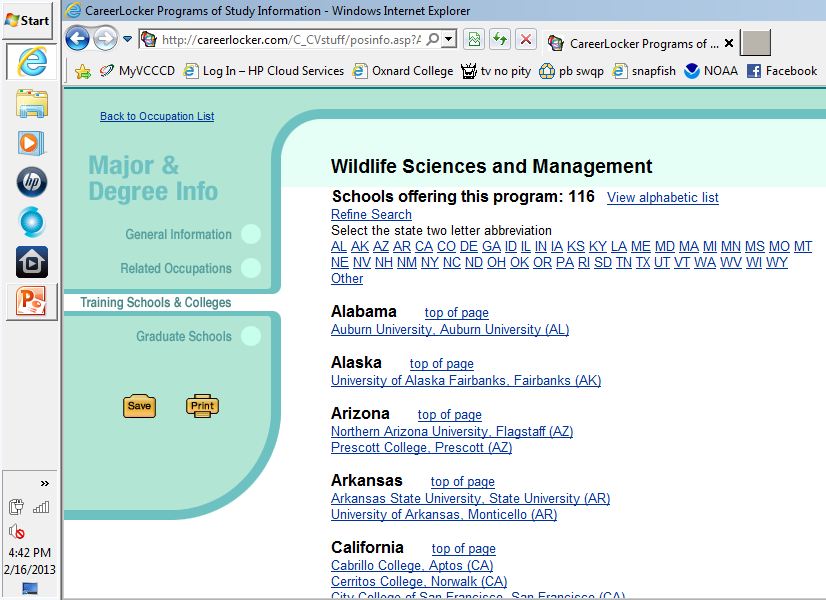 CareerLocker Programs of Study Information - Windows Internet Explorer
Start
http://careerlocker.com/C_CVstuff/posinfo.asp?
CareerLocker Programs of ...
MyVCCCD Log In – HP Cloud Services Oxnard College tv no pity pb swqp snapfish NOAA Facebook
Back to Occupation List
Major &
Degree Info
General Information
Related Occupations
Training Schools & Colleges
Graduate Schools
Save Print
Wildlife Sciences and Management
Schools offering this program: 116 View alphabetic list
Refine Search
Select the state two letter abbreviation
AL AK AZ AR CA CO DE GA ID IL IN IA KS KY LA ME MD MA MI MN MS MO MT
NE NV NH NM NY NC ND OH OK OR PA RI SD TN TX UT VT WA WV WI WY
Other
Alabama top of page
Auburn University, Auburn University (AL)
Alaska top of page
University of Alaska Fairbanks, Fairbanks (AK)
Arizona top of page
Northern Arizona University, Flagstaff (AZ)
Prescott College, Prescott (AZ)
Arkansas top of page
Arkansas State University, State University (AR)
University of Arkansas, Monticello (AR)
California top of page
Cabrillo College, Aptos (CA)
Cerritos College, Norwalk (CA)
City College of San Francisco, San Francisco (CA)
hp
»
4:42 PM
2/16/2013